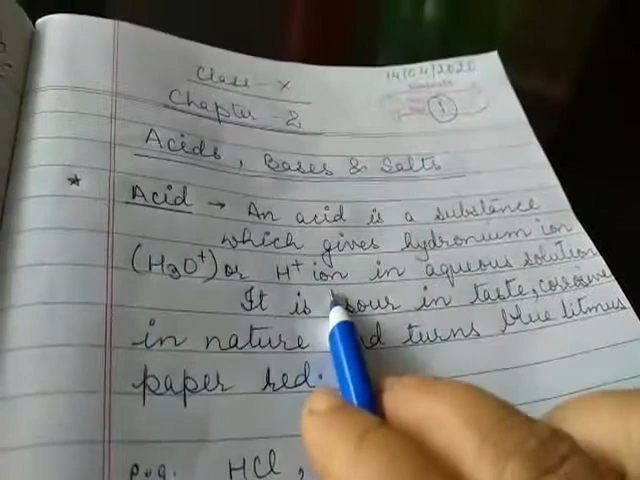 Class - X
14/04/2020
Chapter - 2
1
Acids, Bases & Salts
* Acid → An acid is a substance
which gives hydronium ion
(H3O+) or H+ ion in aqueous solution
It is sour in taste, corrosive
in nature turns blue litmus
paper red.
e.g. HCl,